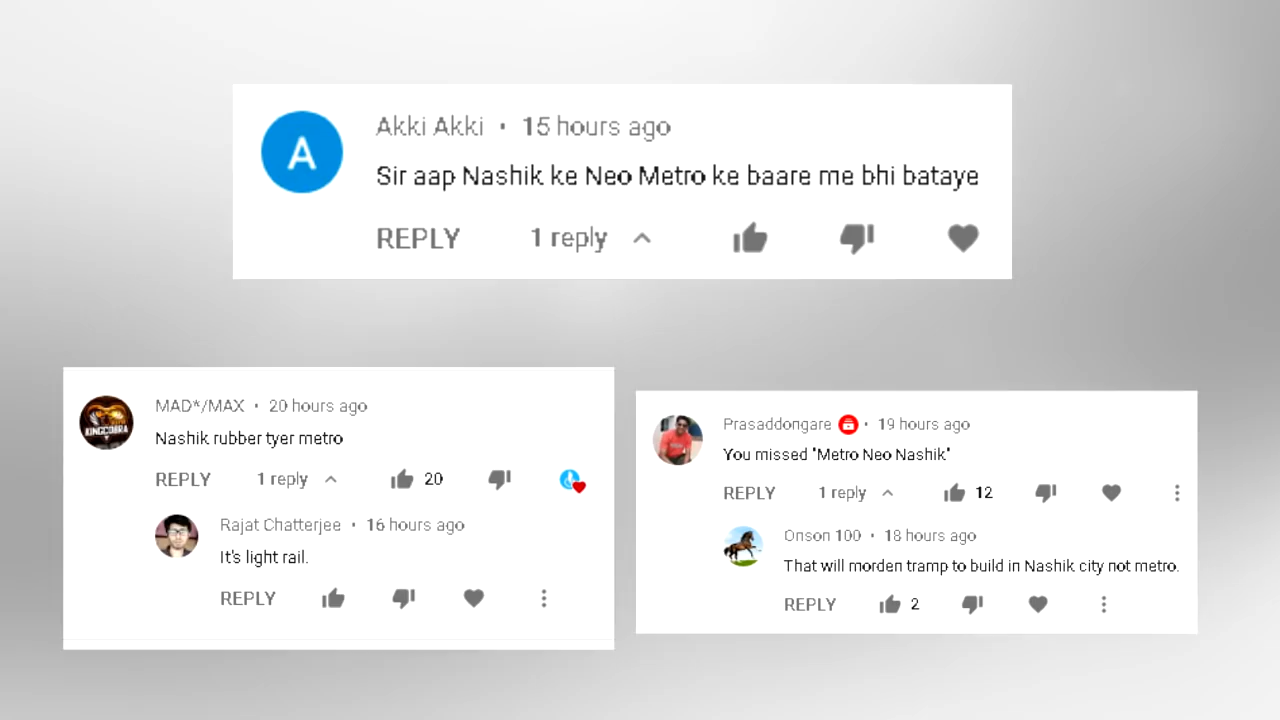 A
Akki Akki • 15 hours ago
Sir aap Nashik ke Neo Metro ke baare me bhi bataye
REPLY 1 reply
MAD*/MAX • 20 hours ago
Nashik rubber tyer metro
REPLY 1 reply 20
KINGCOBRA
Rajat Chatterjee • 16 hours ago
It's light rail.
REPLY
Prasaddongare • 19 hours ago
You missed "Metro Neo Nashik"
REPLY 1 reply 12
Onson 100 • 18 hours ago
That will morden tramp to build in Nashik city not metro.
REPLY 2